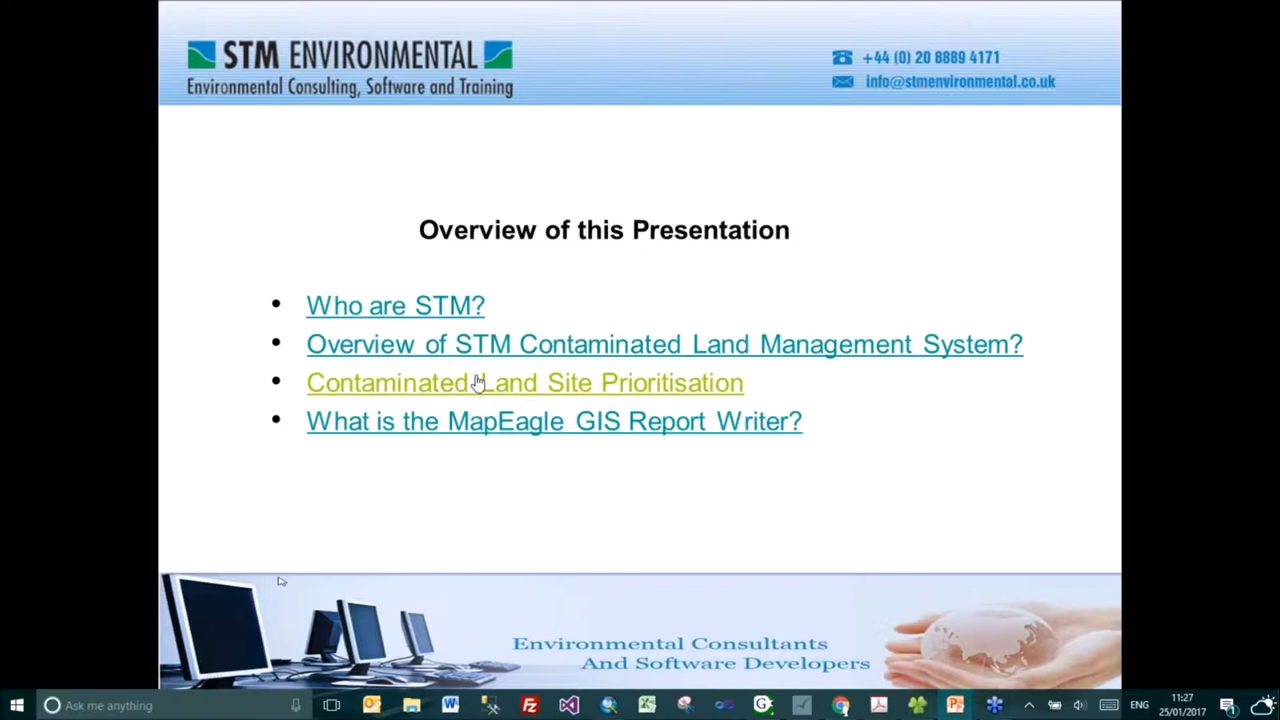 STM ENVIRONMENTAL
Environmental Consulting, Software and Training
+44 (0) 20 8889 4171
info@stmenvironmental.co.uk
Overview of this Presentation
• Who are STM?
• Overview of STM Contaminated Land Management System?
• Contaminated Land Site Prioritisation
• What is the MapEagle GIS Report Writer?
Environmental Consultants
And Software Developers
Ask me anything
ENG
11:27
25/01/2017